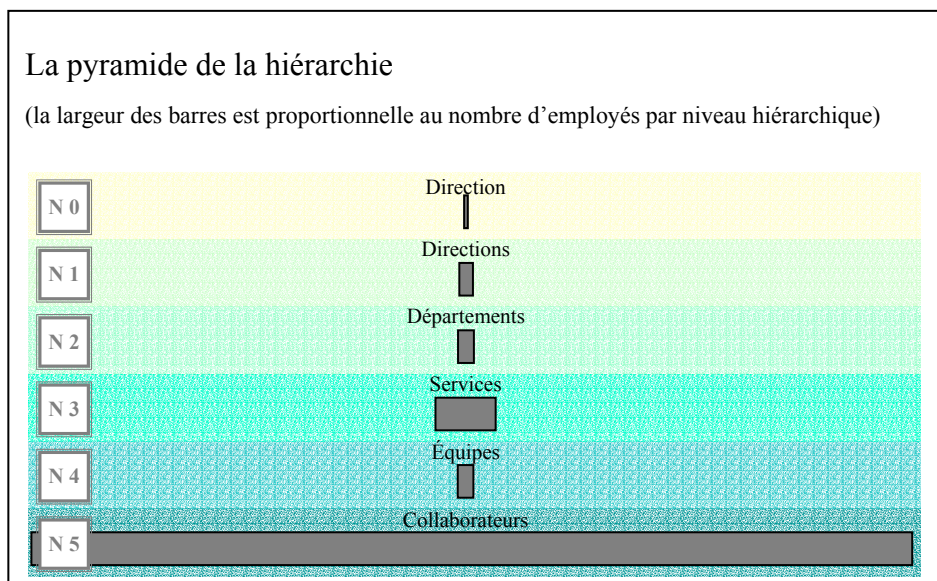 La pyramide de la hiérarchie
(la largeur des barres est proportionnelle au nombre d’employés par niveau hiérarchique)
N 0
Direction
N 1
Directions
N 2
Départements
N 3
Services
N 4
Équipes
N 5
Collaborateurs